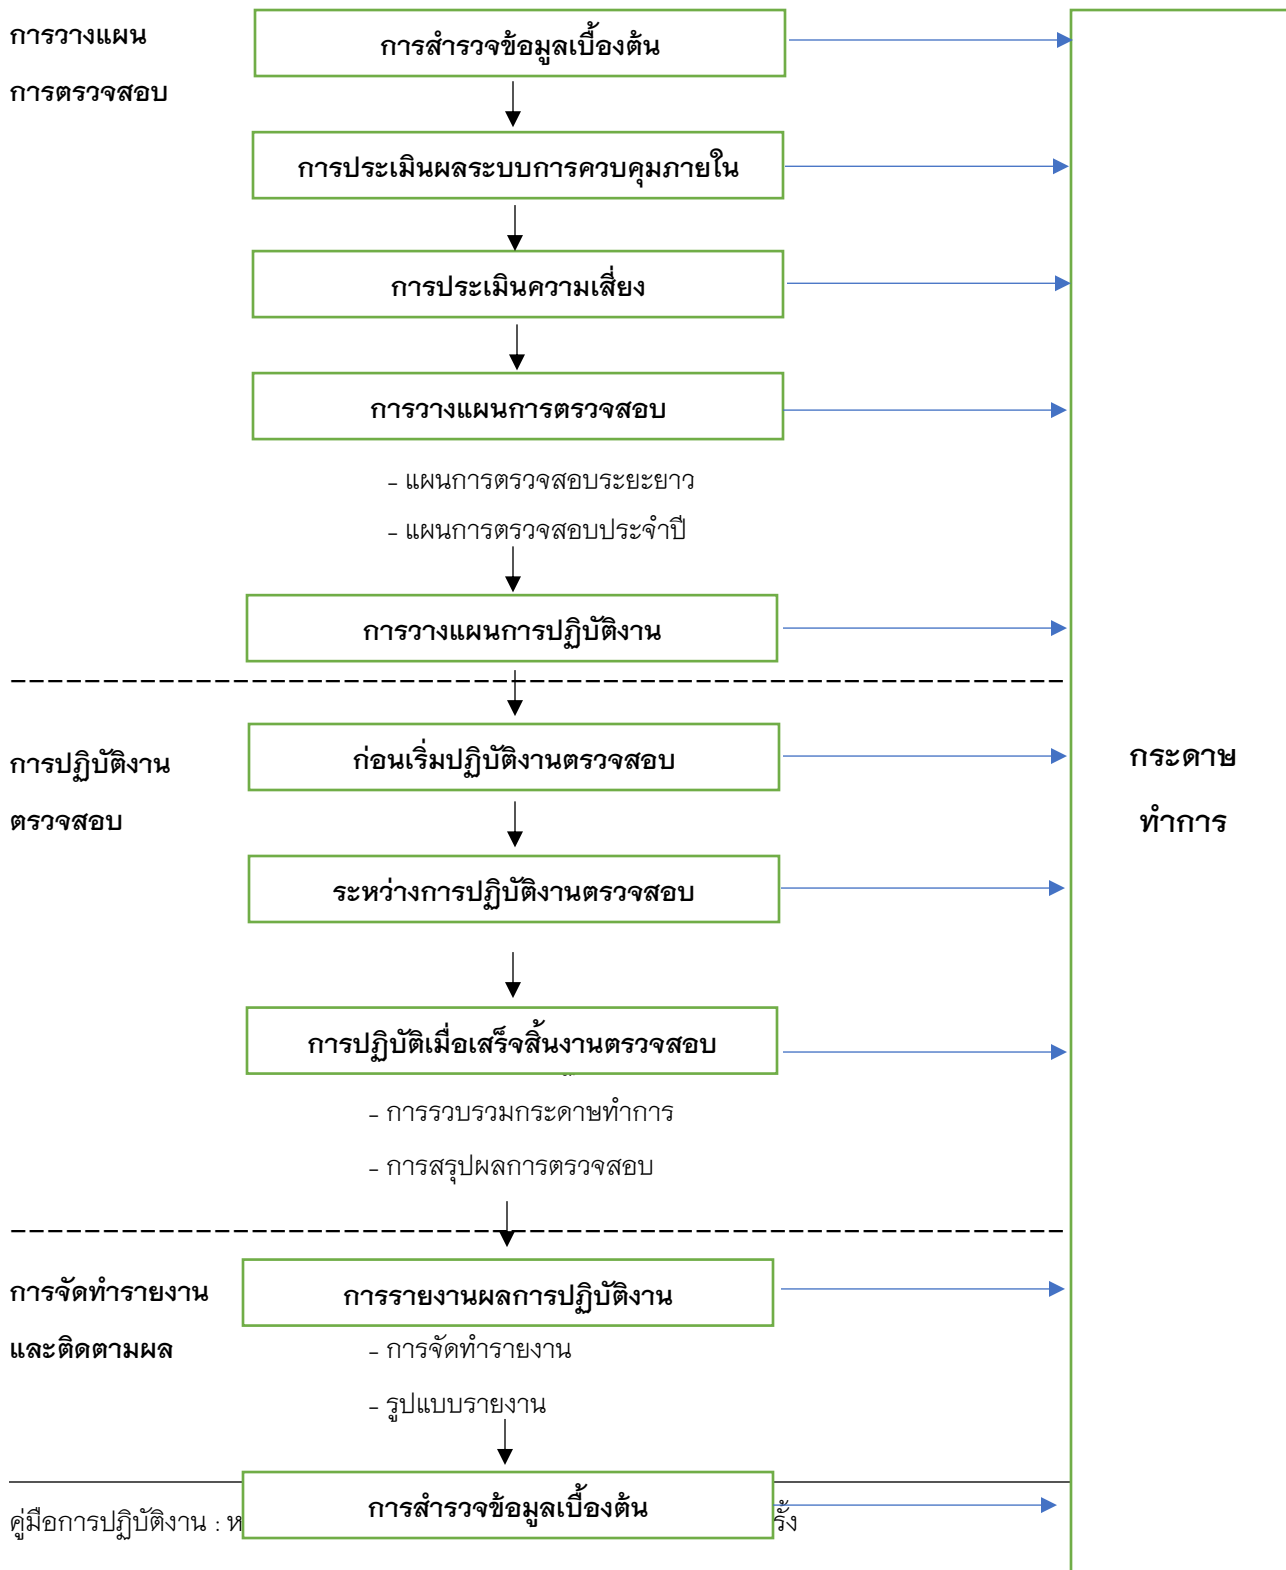 การวางแผน
การตรวจสอบ
การสำรวจข้อมูลเบื้องต้น
การประเมินผลระบบการควบคุมภายใน
การประเมินความเสี่ยง
การวางแผนการตรวจสอบ
- แผนการตรวจสอบระยะยาว
- แผนการตรวจสอบประจำปี
การวางแผนการปฏิบัติงาน
การปฏิบัติงาน
ตรวจสอบ
ก่อนเริ่มปฏิบัติงานตรวจสอบ
ระหว่างการปฏิบัติงานตรวจสอบ
การปฏิบัติเมื่อเสร็จสิ้นงานตรวจสอบ
- การรวบรวมกระดาษทำการ
- การสรุปผลการตรวจสอบ
กระดาษ
ทำการ
การจัดทำรายงาน
และติดตามผล
การรายงานผลการปฏิบัติงาน
- การจัดทำรายงาน
- รูปแบบรายงาน
การสำรวจข้อมูลเบื้องต้น
คู่มือการปฏิบัติงาน :